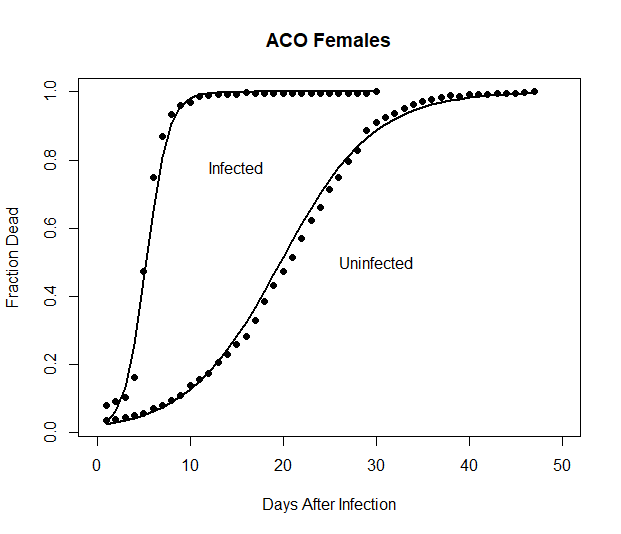 ACO Females
1.0
0.8
0.6
0.4
0.2
0.0
Fraction Dead
Infected
Uninfected
0 10 20 30 40 50
Days After Infection